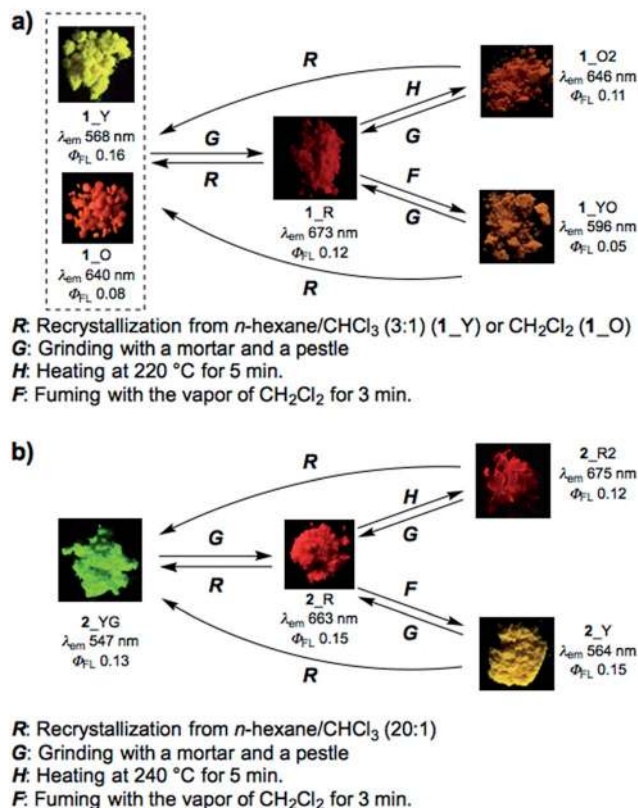 a)
1_Y
λem 568 nm
ΦFL 0.16
1_O
λem 640 nm
ΦFL 0.08
G
R
1_R
λem 673 nm
ΦFL 0.12
R
H
G
F
G
R
1_O2
λem 646 nm
ΦFL 0.11
1_YO
λem 596 nm
ΦFL 0.05
R: Recrystallization from n-hexane/CHCl3 (3:1) (1_Y) or CH2Cl2 (1_O)
G: Grinding with a mortar and a pestle
H: Heating at 220 °C for 5 min.
F: Fuming with the vapor of CH2Cl2 for 3 min.
b)
2_YG
λem 547 nm
ΦFL 0.13
G
R
2_R
λem 663 nm
ΦFL 0.15
R
H
G
F
G
R
2_R2
λem 675 nm
ΦFL 0.12
2_Y
λem 564 nm
ΦFL 0.15
R: Recrystallization from n-hexane/CHCl3 (20:1)
G: Grinding with a mortar and a pestle
H: Heating at 240 °C for 5 min.
F: Fuming with the vapor of CH2Cl2 for 3 min.